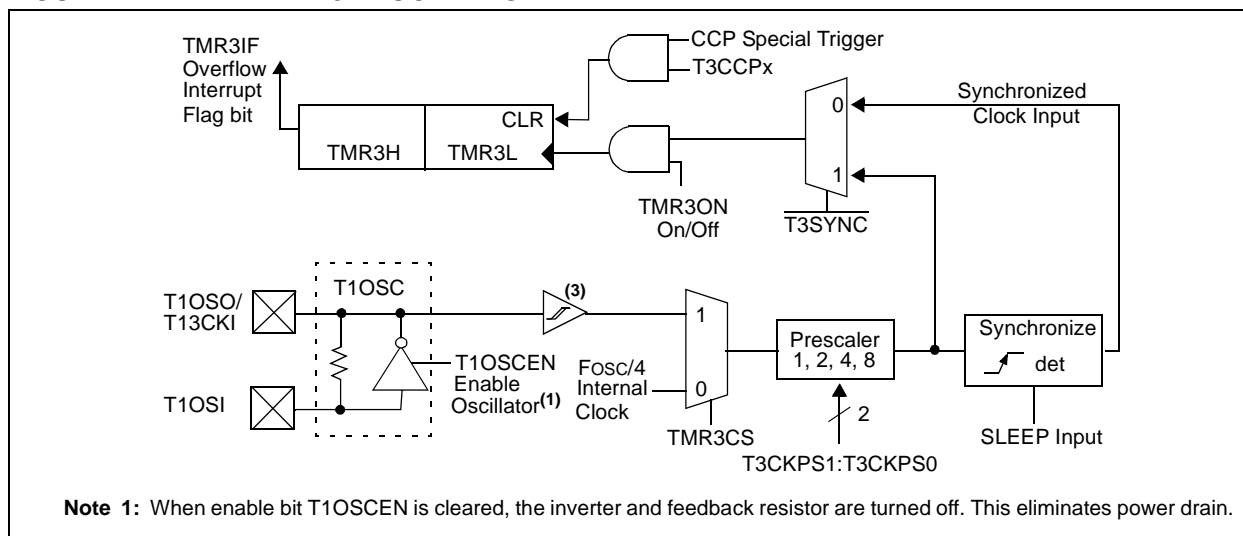 TMR3IF
Overflow
Interrupt
Flag bit
CCP Special Trigger
T3CCPx
CLR
TMR3H
TMR3L
TMR3ON
On/Off
0
1
T3SYNC
Synchronized
Clock Input
T1OSC
T1OSO/
T13CKI
T1OSI
T1OSCEN
Enable
Oscillator(1)
(3)
FOSC/4
Internal
Clock
1
0
TMR3CS
Prescaler
1, 2, 4, 8
2
T3CKPS1:T3CKPS0
Synchronize
det
SLEEP Input
Note 1: When enable bit T1OSCEN is cleared, the inverter and feedback resistor are turned off. This eliminates power drain.